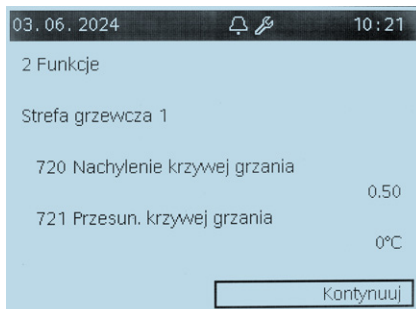 03.06.2024 10:21
2 Funkcje
Strefa grzewcza 1
720 Nachylenie krzywej grzania
0.50
721 Przesun. krzywej grzania
0°C
Kontynuuj